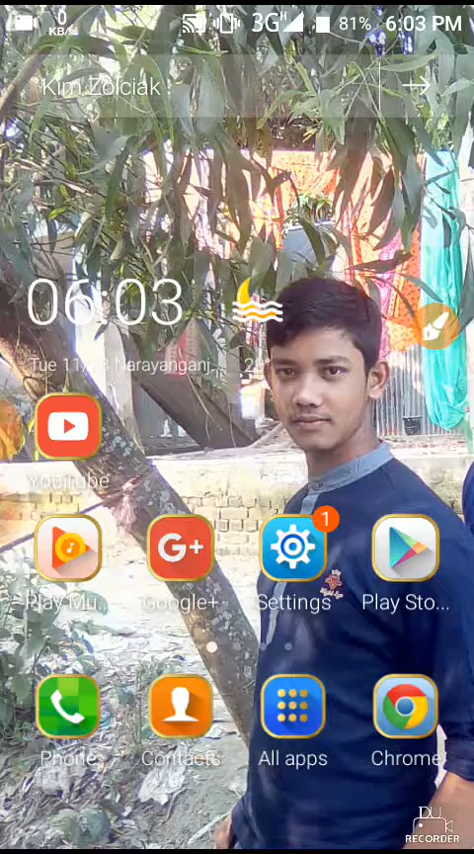 0
KB/s
3G H
81%
6:03 PM
Kim Zolciak
06:03
Tue 11/28 Narayanganj...
YouTube
1
Play Mu...
G+
Google+
Settings
Play Sto...
Phone
Contacts
All apps
Chrome
DU
RECORDER